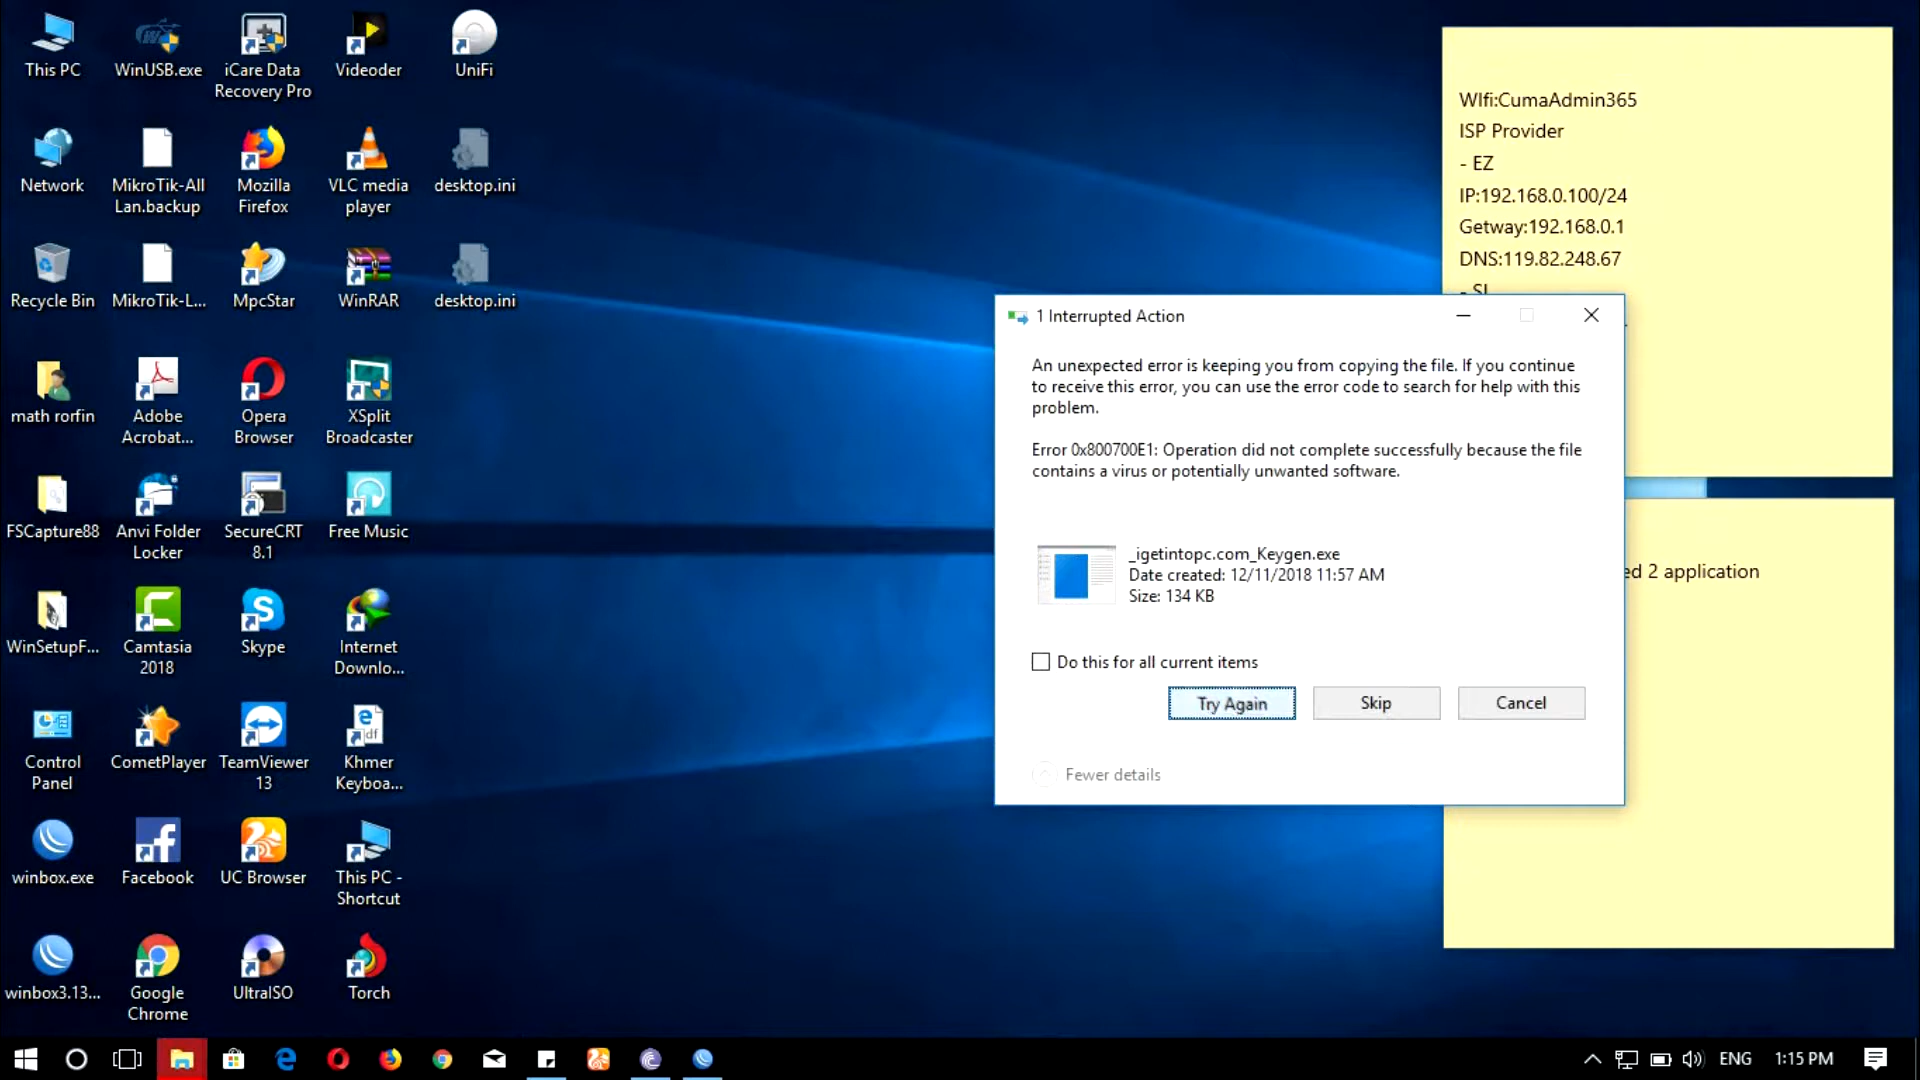 This PC
WinUSB.exe
iCare Data
Recovery Pro
Videoder
UniFi
Network
MikroTik-All
Lan.backup
Mozilla
Firefox
VLC media
player
desktop.ini
Recycle Bin
MikroTik-L...
MpcStar
WinRAR
desktop.ini
math rorfin
Adobe
Acrobat...
Opera
Browser
XSplit
Broadcaster
FSCapture88
Anvi Folder
Locker
SecureCRT
8.1
Free Music
WinSetupF...
Camtasia
2018
Skype
Internet
Downlo...
Control
Panel
CometPlayer
TeamViewer
13
Khmer
Keyboa...
winbox.exe
Facebook
UC Browser
This PC -
Shortcut
winbox3.13...
Google
Chrome
UltraISO
Torch
WIfi:CumaAdmin365
ISP Provider
- EZ
IP:192.168.0.100/24
Getway:192.168.0.1
DNS:119.82.248.67
1 Interrupted Action
An unexpected error is keeping you from copying the file. If you continue
to receive this error, you can use the error code to search for help with this
problem.
Error 0x800700E1: Operation did not complete successfully because the file
contains a virus or potentially unwanted software.
_igetintopc.com_Keygen.exe
Date created: 12/11/2018 11:57 AM
Size: 134 KB
Do this for all current items
Try Again
Skip
Cancel
Fewer details
ed 2 application
ENG
1:15 PM